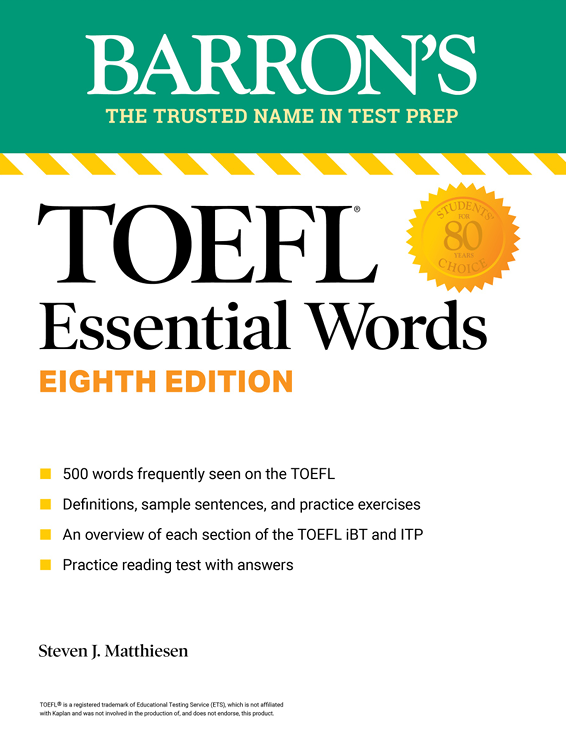 BARRON'S
THE TRUSTED NAME IN TEST PREP
TOEFL®
STUDENTS'
FOR
80
YEARS
CHOICE
Essential Words
EIGHTH EDITION
500 words frequently seen on the TOEFL
Definitions, sample sentences, and practice exercises
An overview of each section of the TOEFL iBT and ITP
Practice reading test with answers
Steven J. Matthiesen
TOEFL® is a registered trademark of Educational Testing Service (ETS), which is not affiliated
with Kaplan and was not involved in the production of, and does not endorse, this product.